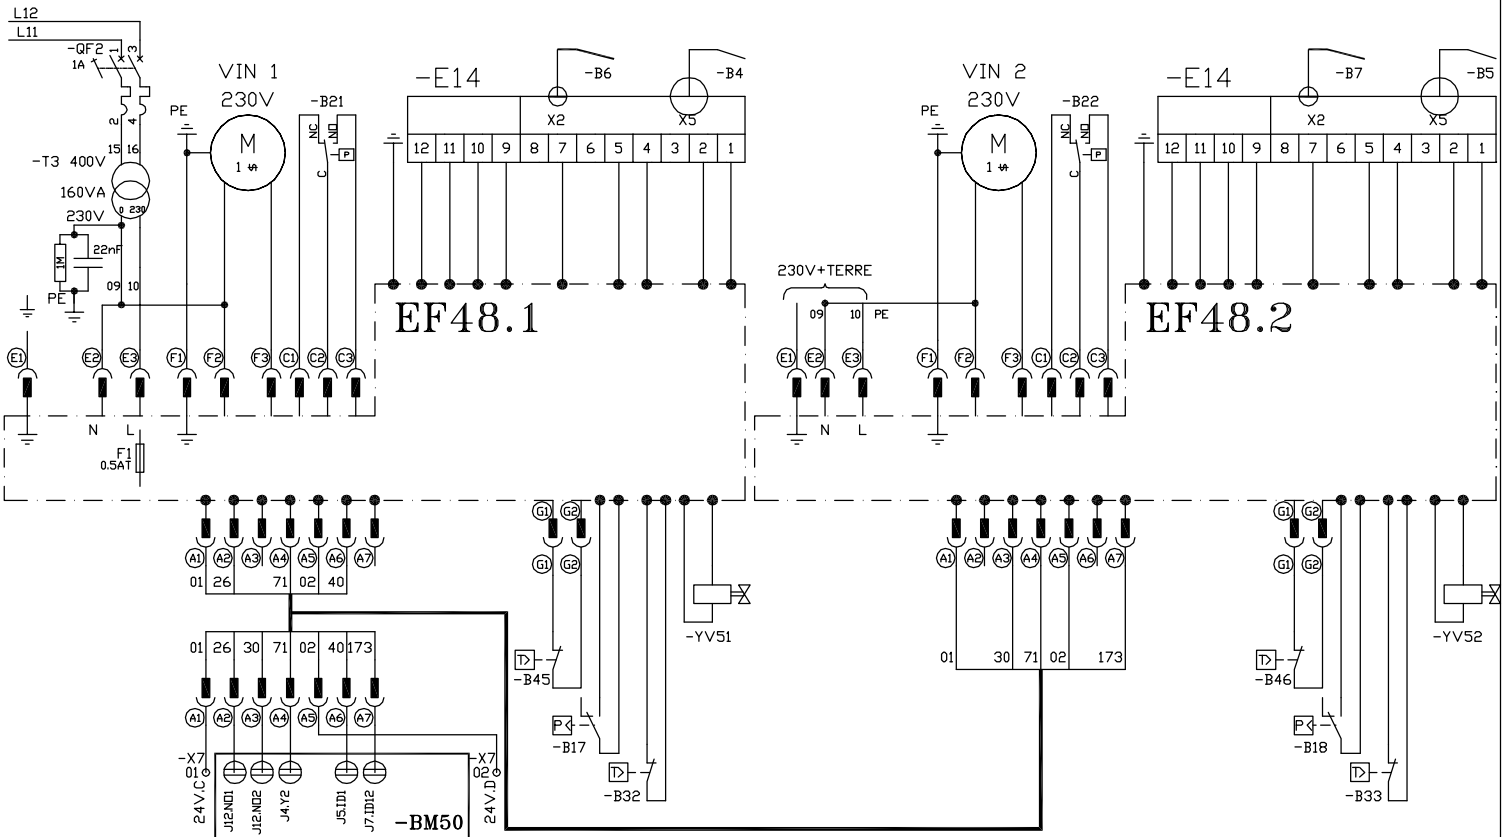 L12
L11
-QF2
1A
1 3
2 4
15 16
-T3 400V
160VA
0 230
230V
22nF
1M
09 10
PE
VIN 1
230V
PE
M
1
-B21
NC NO
P
C
-E14
X2
X5
-B6
-B4
12 11 10 9 8 7 6 5 4 3 2 1
EF48.1
E1 E2 E3 F1 F2 F3 C1 C2 C3
N L
F1
0.5AT
VIN 2
230V
PE
M
1
-B22
NC NO
P
C
-E14
X2
X5
-B7
-B5
12 11 10 9 8 7 6 5 4 3 2 1
230V+TERRE
09 10 PE
EF48.2
E1 E2 E3 F1 F2 F3 C1 C2 C3
N L
A1 A2 A3 A4 A5 A6 A7
01 26 71 02 40
01 26 30 71 02 40 173
A1 A2 A3 A4 A5 A6 A7
-X7
01
24V.C
J12.NO1
J12.NO2
J4.Y2
J5.ID1
J7.ID12
-X7
02
24V.D
-BM50
G1 G2
G1 G2
T>
-B45
P<
-B17
T>
-B32
-YV51
A1 A2 A3 A4 A5 A6 A7
01 30 71 02 173
G1 G2
G1 G2
T>
-B46
P<
-B18
T>
-B33
-YV52